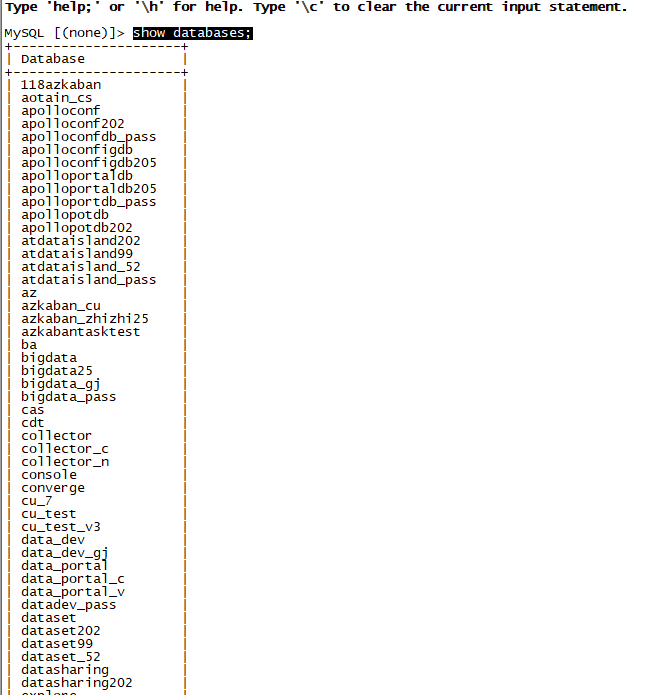 Type 'help;' or '\h' for help. Type '\c' to clear the current input statement.
MySQL [(none)]> show databases;
+---------------------+
| Database            |
+---------------------+
| 118azkaban          |
| aotain_cs           |
| apolloconf          |
| apolloconf202       |
| apolloconfdb_pass   |
| apolloconfigdb      |
| apolloconfigdb205   |
| apolloportaldb      |
| apolloportaldb205   |
| apolloportdb_pass   |
| apollopotdb         |
| apollopotdb202      |
| atdataisland202     |
| atdataisland99      |
| atdataisland_52     |
| atdataisland_pass   |
| az                  |
| azkaban_cu          |
| azkaban_zhizhi25    |
| azkabantasktest     |
| ba                  |
| bigdata             |
| bigdata25           |
| bigdata_gj          |
| bigdata_pass        |
| cas                 |
| cdt                 |
| collector           |
| collector_c         |
| collector_n         |
| console             |
| converge            |
| cu_7                |
| cu_test             |
| cu_test_v3          |
| data_dev            |
| data_dev_gj         |
| data_portal         |
| data_portal_c       |
| data_portal_v       |
| datadev_pass        |
| dataset             |
| dataset202          |
| dataset99           |
| dataset_52          |
| datasharing         |
| datasharing202      |